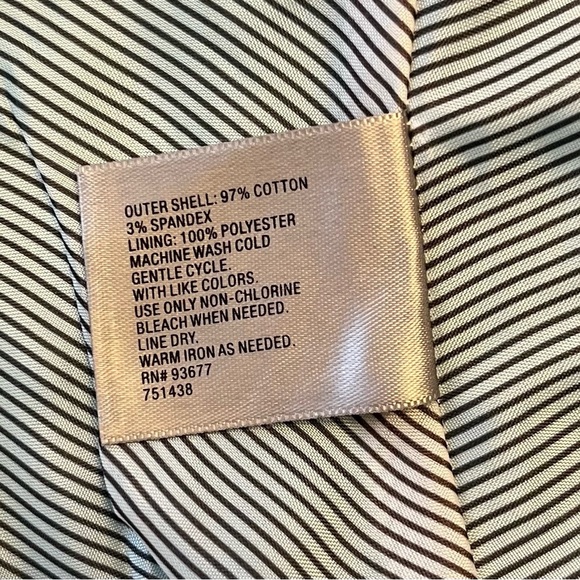 OUTER SHELL: 97% COTTON
3% SPANDEX
LINING: 100% POLYESTER
MACHINE WASH COLD
GENTLE CYCLE.
WITH LIKE COLORS.
USE ONLY NON-CHLORINE
BLEACH WHEN NEEDED.
LINE DRY.
WARM IRON AS NEEDED.
RN# 93677
751438